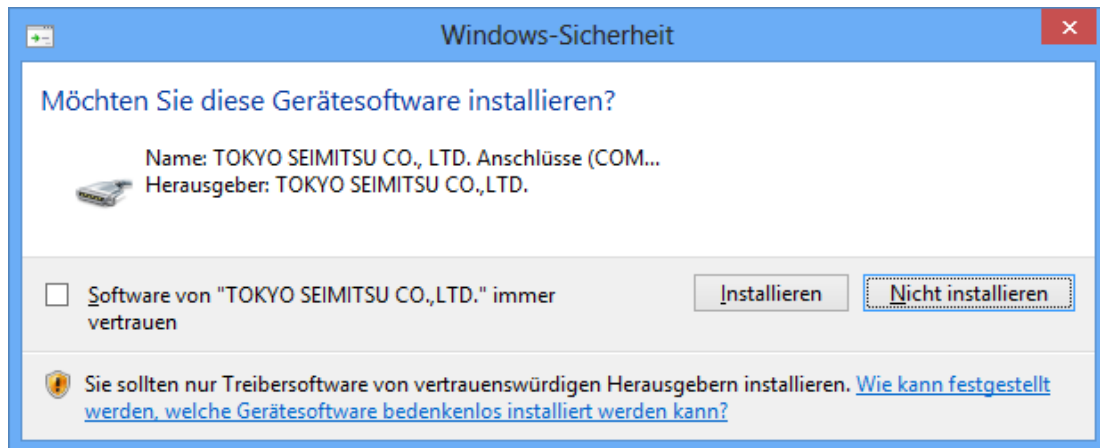 Windows-Sicherheit
Möchten Sie diese Gerätesoftware installieren?
Name: TOKYO SEIMITSU CO., LTD. Anschlüsse (COM...
Herausgeber: TOKYO SEIMITSU CO.,LTD.
Software von "TOKYO SEIMITSU CO.,LTD." immer
vertrauen
Installieren
Nicht installieren
Sie sollten nur Treibersoftware von vertrauenswürdigen Herausgebern installieren. Wie kann festgestellt
werden, welche Gerätesoftware bedenkenlos installiert werden kann?